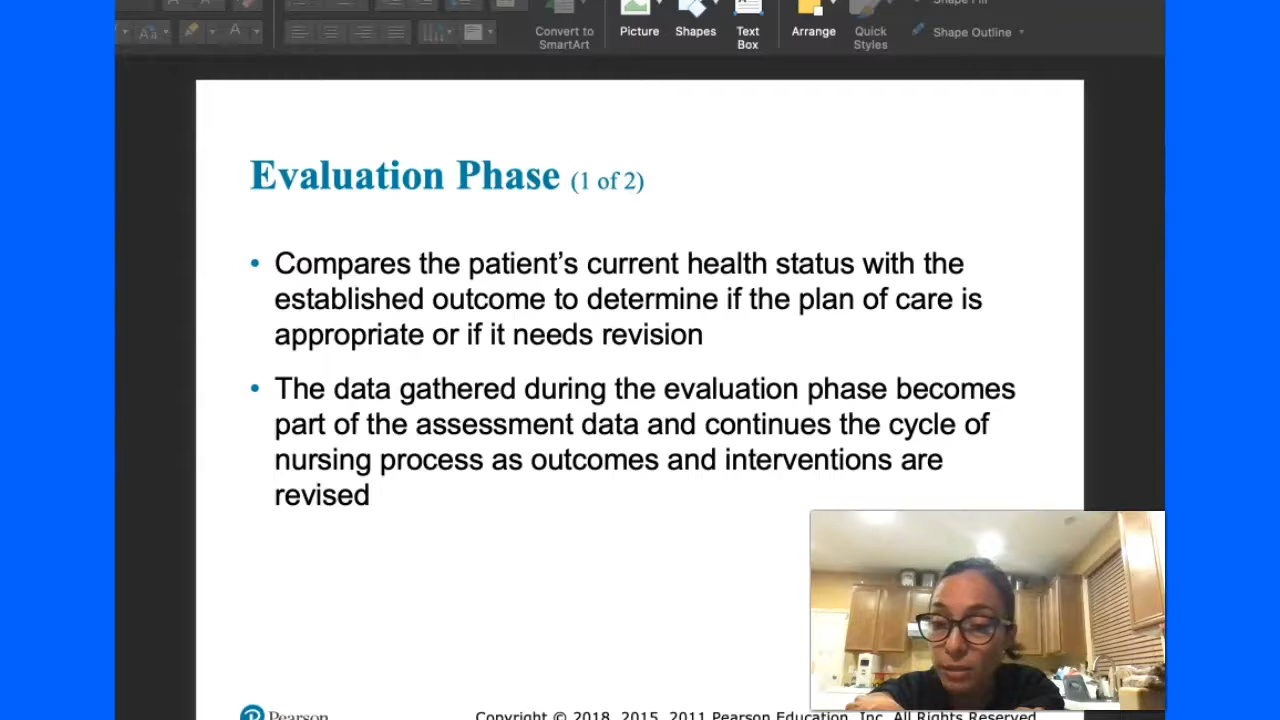 Convert to
SmartArt
Picture
Shapes
Text
Box
Arrange
Quick
Styles
Shape Fill
Shape Outline
Evaluation Phase (1 of 2)
• Compares the patient’s current health status with the
established outcome to determine if the plan of care is
appropriate or if it needs revision
• The data gathered during the evaluation phase becomes
part of the assessment data and continues the cycle of
nursing process as outcomes and interventions are
revised
Pearson
Copyright © 2018, 2015, 2011 Pearson Education, Inc. All Rights Reserved